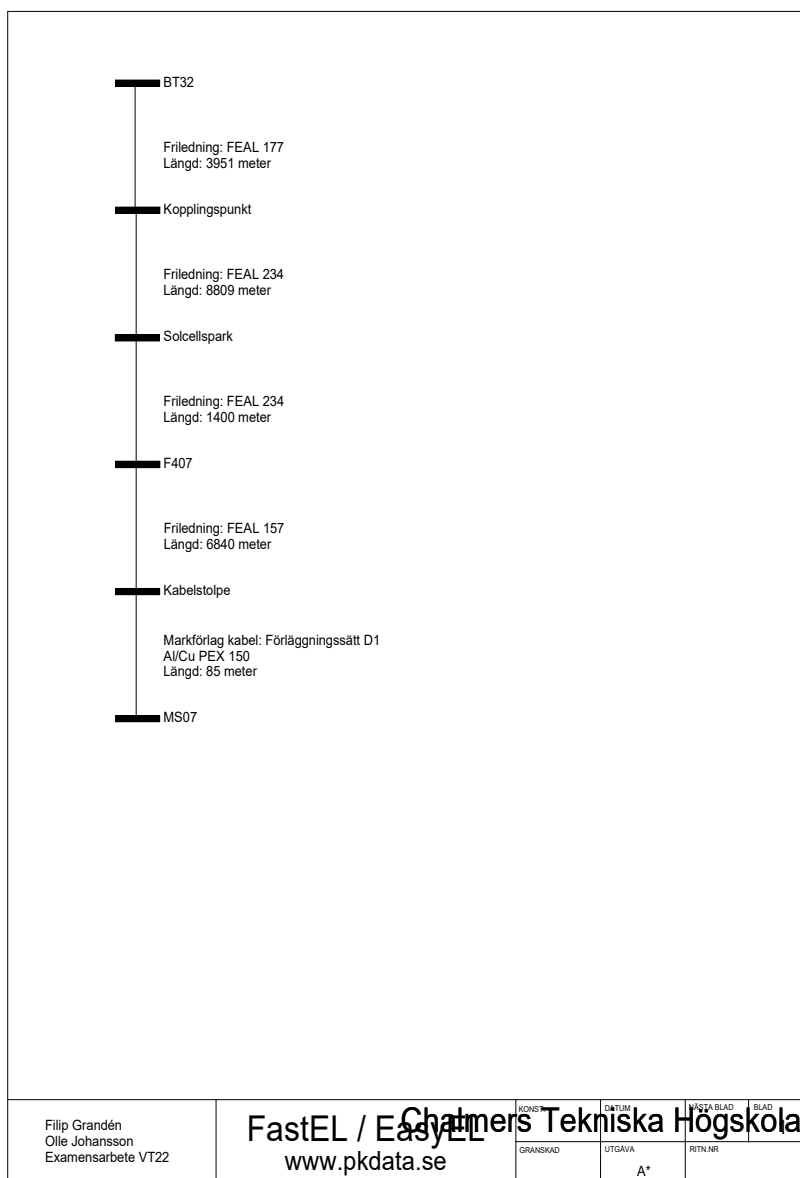 BT32
Friledning: FEAL 177
Längd: 3951 meter
Kopplingspunkt
Friledning: FEAL 234
Längd: 8809 meter
Solcellspark
Friledning: FEAL 234
Längd: 1400 meter
F407
Friledning: FEAL 157
Längd: 6840 meter
Kabelstolpe
Markförlag kabel: Förläggningssätt D1
Al/Cu PEX 150
Längd: 85 meter
MS07
Filip Grandén
Olle Johansson
Examensarbete VT22
FastEL / EasyEL
www.pkdata.se
Chalmers Tekniska Högskola
KONST.
DATUM
NÄSTA BLAD
BLAD
1
GRANSKAD
UTGÅVA
A*
RITN.NR